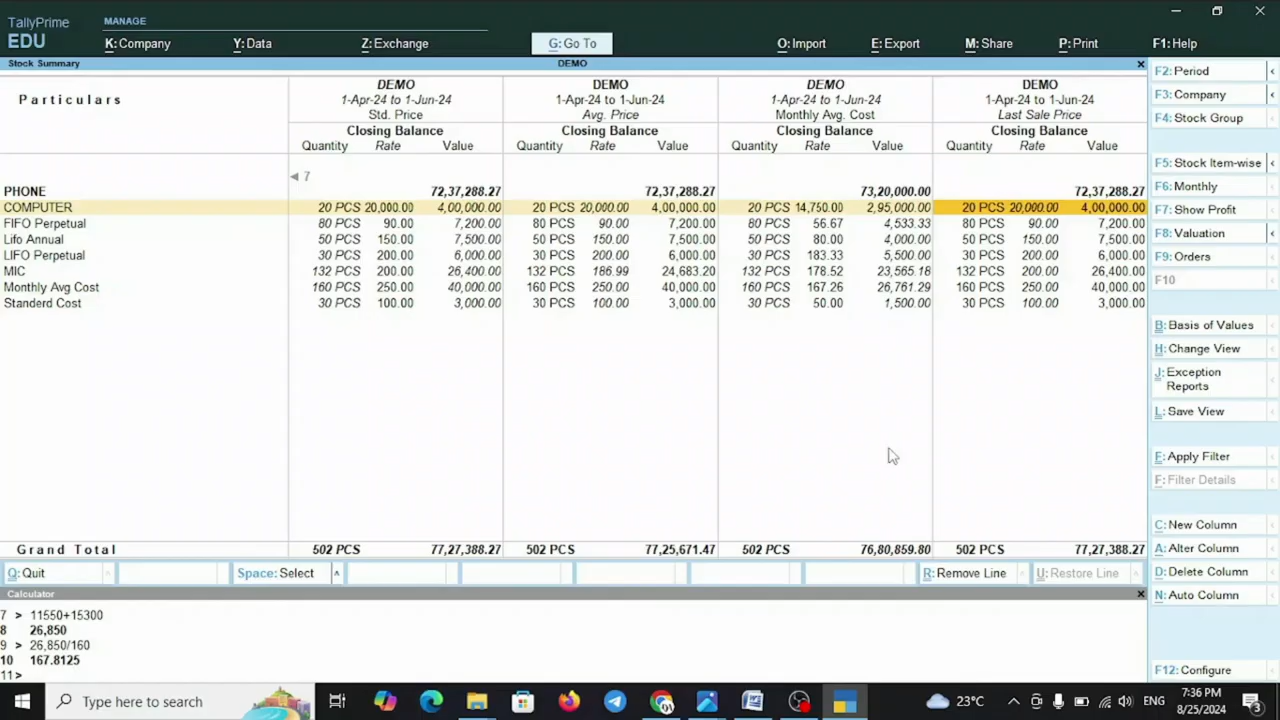 TallyPrime
MANAGE
EDU
K:Company
Y:Data
Z:Exchange
G:Go To
O:Import
E:Export
M:Share
P:Print
F1:Help
Stock Summary
DEMO
Particulars
DEMO
DEMO
DEMO
DEMO
1-Apr-24 to 1-Jun-24
1-Apr-24 to 1-Jun-24
1-Apr-24 to 1-Jun-24
1-Apr-24 to 1-Jun-24
Std. Price
Avg. Price
Monthly Avg. Cost
Last Sale Price
Closing Balance
Closing Balance
Closing Balance
Closing Balance
Quantity Rate Value Quantity Rate Value Quantity Rate Value Quantity Rate Value
7
PHONE 72,37,288.27 72,37,288.27 73,20,000.00 72,37,288.27
COMPUTER 20 PCS 20,000.00 4,00,000.00 20 PCS 20,000.00 4,00,000.00 20 PCS 14,750.00 2,95,000.00 20 PCS 20,000.00 4,00,000.00
FIFO Perpetual 80 PCS 90.00 7,200.00 80 PCS 90.00 7,200.00 80 PCS 56.67 4,533.33 80 PCS 90.00 7,200.00
Lifo Annual 50 PCS 150.00 7,500.00 50 PCS 150.00 7,500.00 50 PCS 80.00 4,000.00 50 PCS 150.00 7,500.00
LIFO Perpetual 30 PCS 200.00 6,000.00 30 PCS 200.00 6,000.00 30 PCS 183.33 5,500.00 30 PCS 200.00 6,000.00
MIC 132 PCS 200.00 26,400.00 132 PCS 186.99 24,683.20 132 PCS 178.52 23,565.18 132 PCS 200.00 26,400.00
Monthly Avg Cost 160 PCS 250.00 40,000.00 160 PCS 250.00 40,000.00 160 PCS 167.26 26,761.29 160 PCS 250.00 40,000.00
Standerd Cost 30 PCS 100.00 3,000.00 30 PCS 100.00 3,000.00 30 PCS 50.00 1,500.00 30 PCS 100.00 3,000.00
Grand Total 502 PCS 77,27,388.27 502 PCS 77,25,671.47 502 PCS 76,80,859.80 502 PCS 77,27,388.27
Q:Quit
Space:Select
R:Remove Line
U:Restore Line
F2:Period
F3:Company
F4:Stock Group
F5:Stock Item-wise
F6:Monthly
F7:Show Profit
F8:Valuation
F9:Orders
F10
B:Basis of Values
H:Change View
J:Exception
Reports
L:Save View
F:Apply Filter
F:Filter Details
C:New Column
A:Alter Column
D:Delete Column
N:Auto Column
F12:Configure
Calculator
7 > 11550+15300
8 26,850
9 > 26,850/160
10 167.8125
11>
Type here to search
23°C
ENG
7:36 PM
8/25/2024
3